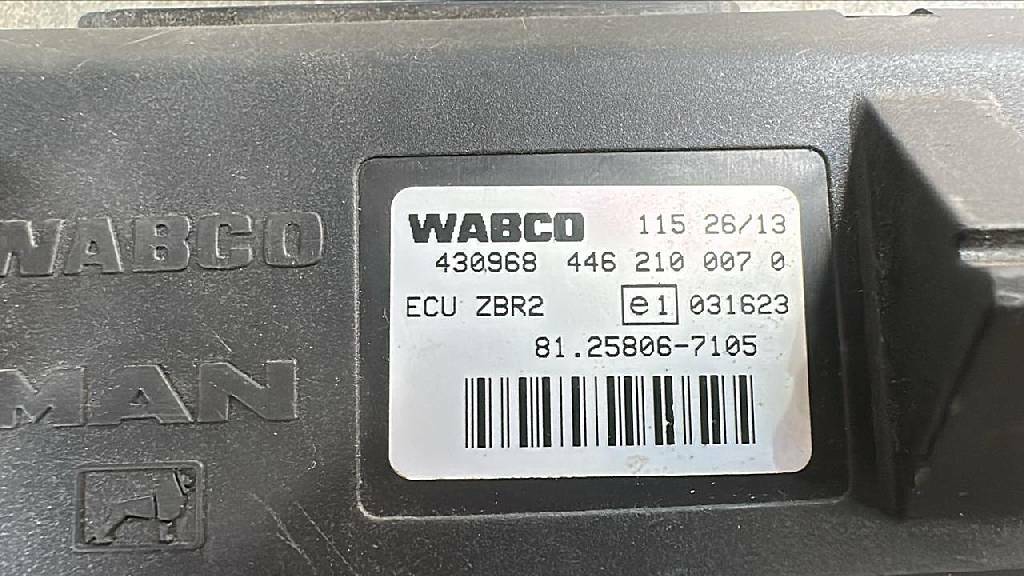 WABCO
MAN
WABCO 115 26/13
430968 446 210 007 0
ECU ZBR2 e1 031623
81.25806-7105